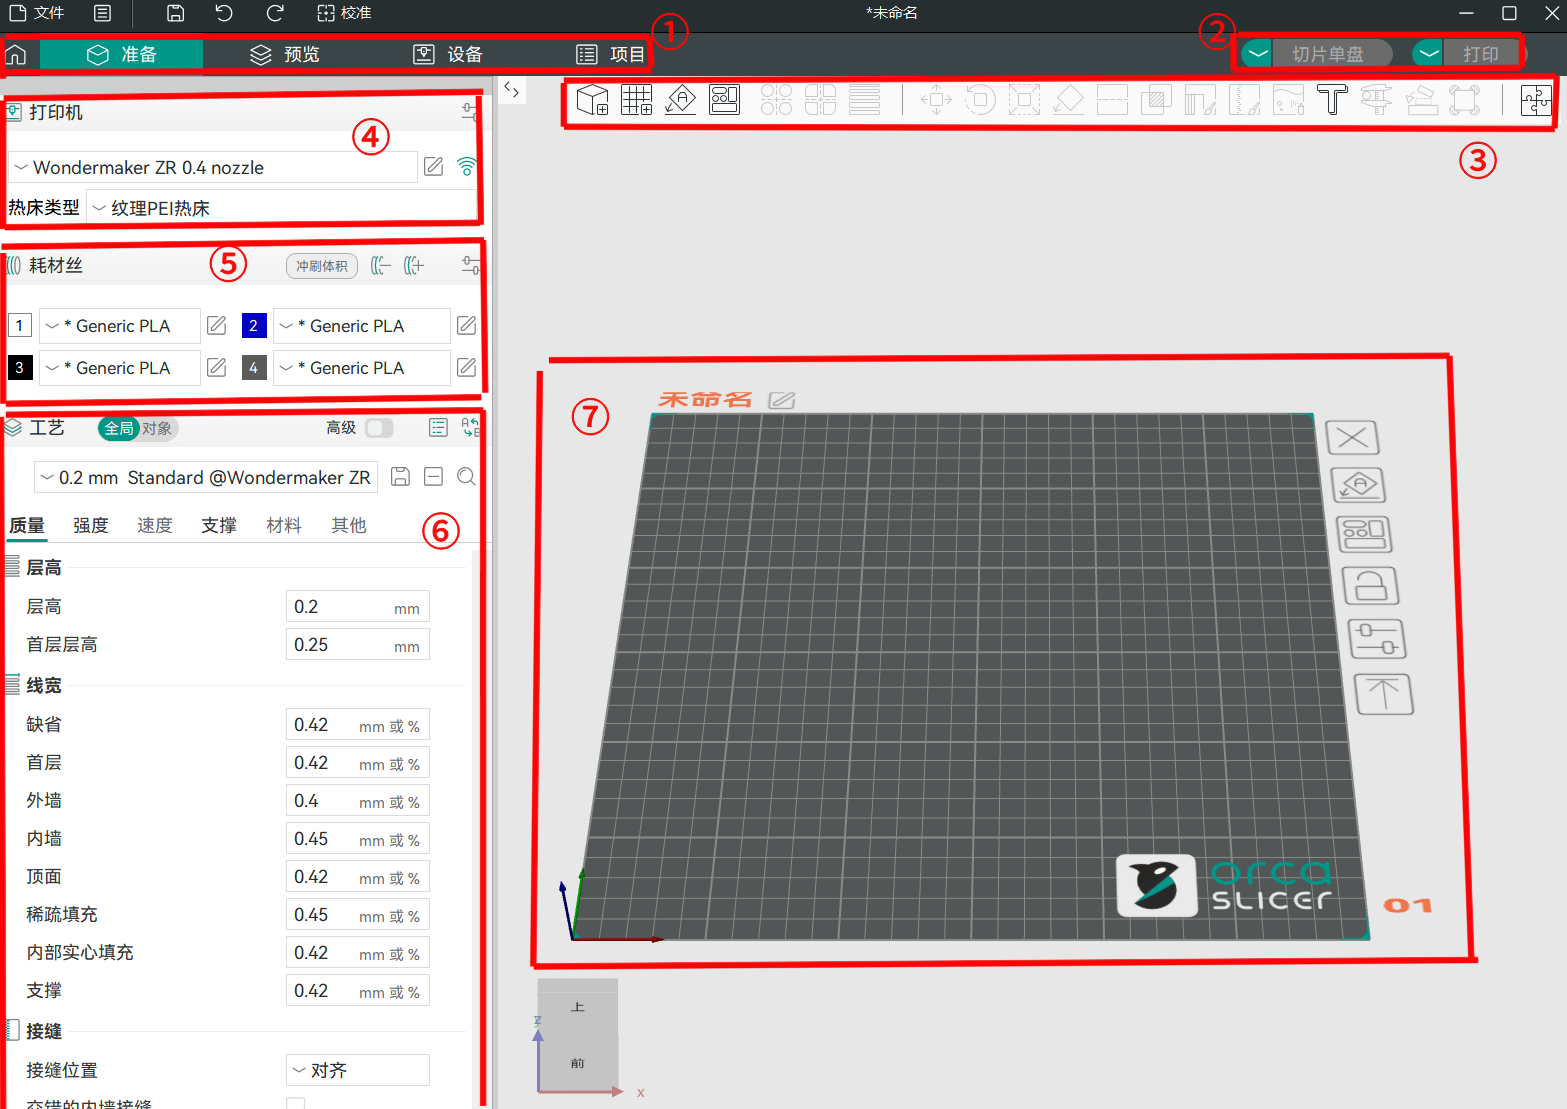 文件
校准
*未命名
准备
预览
设备
项目
①
②
切片单盘
打印
③
打印机
④
Wondermaker ZR 0.4 nozzle
热床类型
纹理PEI热床
耗材丝
⑤
冲刷体积
1
* Generic PLA
2
* Generic PLA
3
* Generic PLA
4
* Generic PLA
工艺
全局
对象
高级
0.2 mm Standard @Wondermaker ZR
质量
强度
速度
支撑
材料
其他
⑥
层高
层高
0.2 mm
首层层高
0.25 mm
线宽
缺省
0.42 mm 或 %
首层
0.42 mm 或 %
外墙
0.4 mm 或 %
内墙
0.45 mm 或 %
顶面
0.42 mm 或 %
稀疏填充
0.45 mm 或 %
内部实心填充
0.42 mm 或 %
支撑
0.42 mm 或 %
接缝
接缝位置
对齐
交错的内墙接缝
⑦
未命名
orca
SLICER
01
上
前
z
x